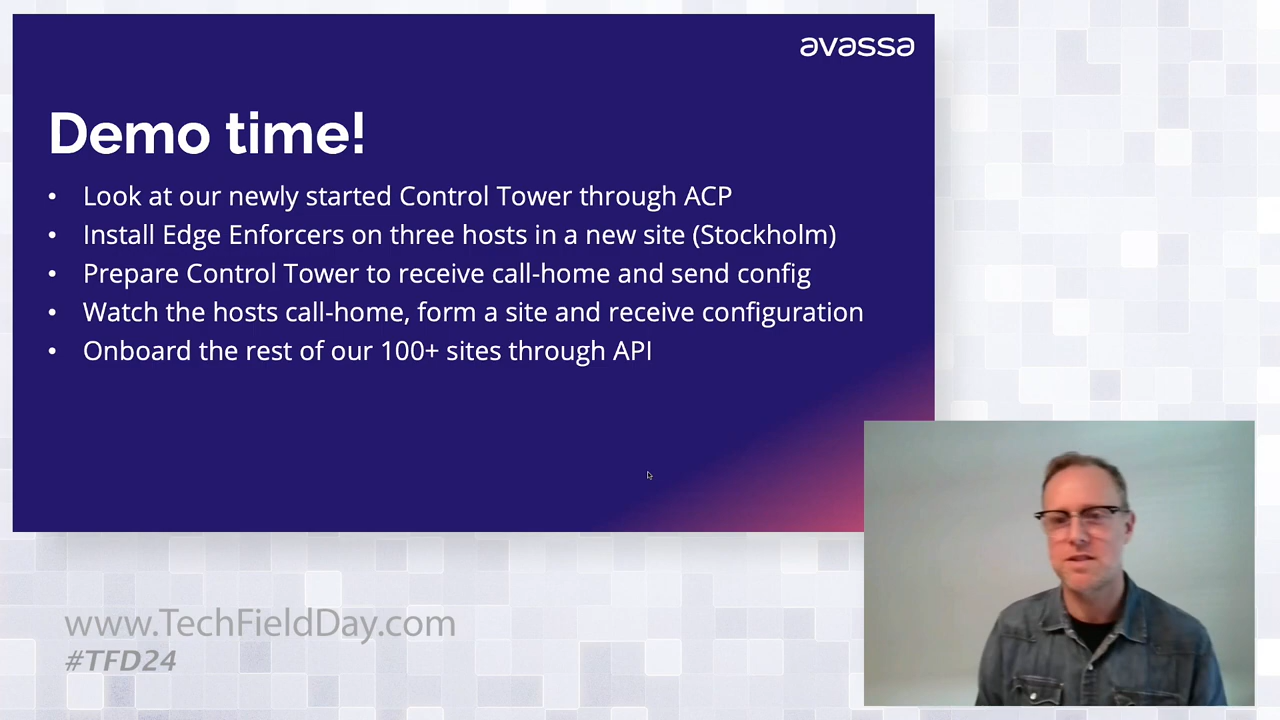 avassa
Demo time!
• Look at our newly started Control Tower through ACP
• Install Edge Enforcers on three hosts in a new site (Stockholm)
• Prepare Control Tower to receive call-home and send config
• Watch the hosts call-home, form a site and receive configuration
• Onboard the rest of our 100+ sites through API
www.TechFieldDay.com
#TFD24